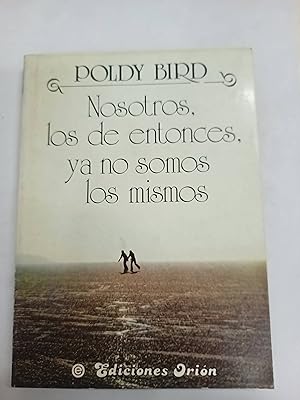 POLDY BIRD
Nosotros,
los de entonces,
ya no somos
los mismos
e Ediciones Orión